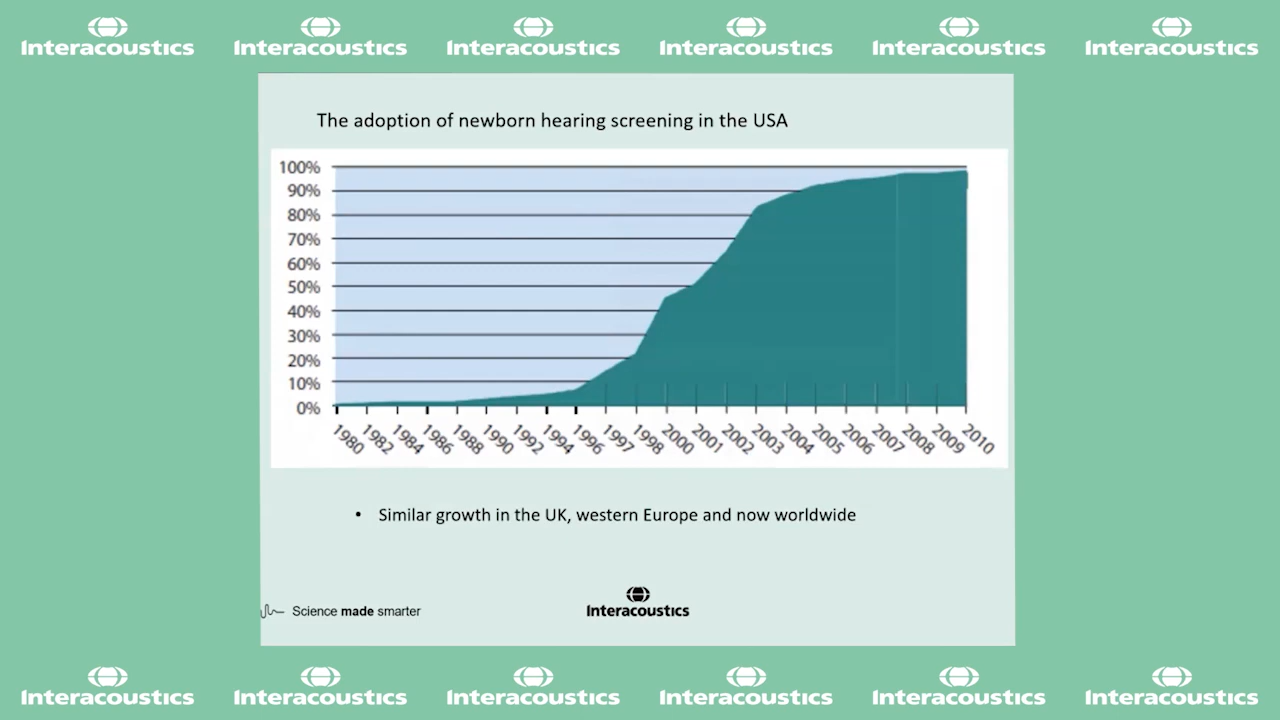 Interacoustics Interacoustics Interacoustics Interacoustics Interacoustics Interacoustics
The adoption of newborn hearing screening in the USA
100%
90%
80%
70%
60%
50%
40%
30%
20%
10%
0%
1980 1982 1984 1986 1988 1990 1992 1994 1996 1997 1998 2000 2001 2002 2003 2004 2005 2006 2007 2008 2009 2010
• Similar growth in the UK, western Europe and now worldwide
Science made smarter
Interacoustics
Interacoustics Interacoustics Interacoustics Interacoustics Interacoustics Interacoustics